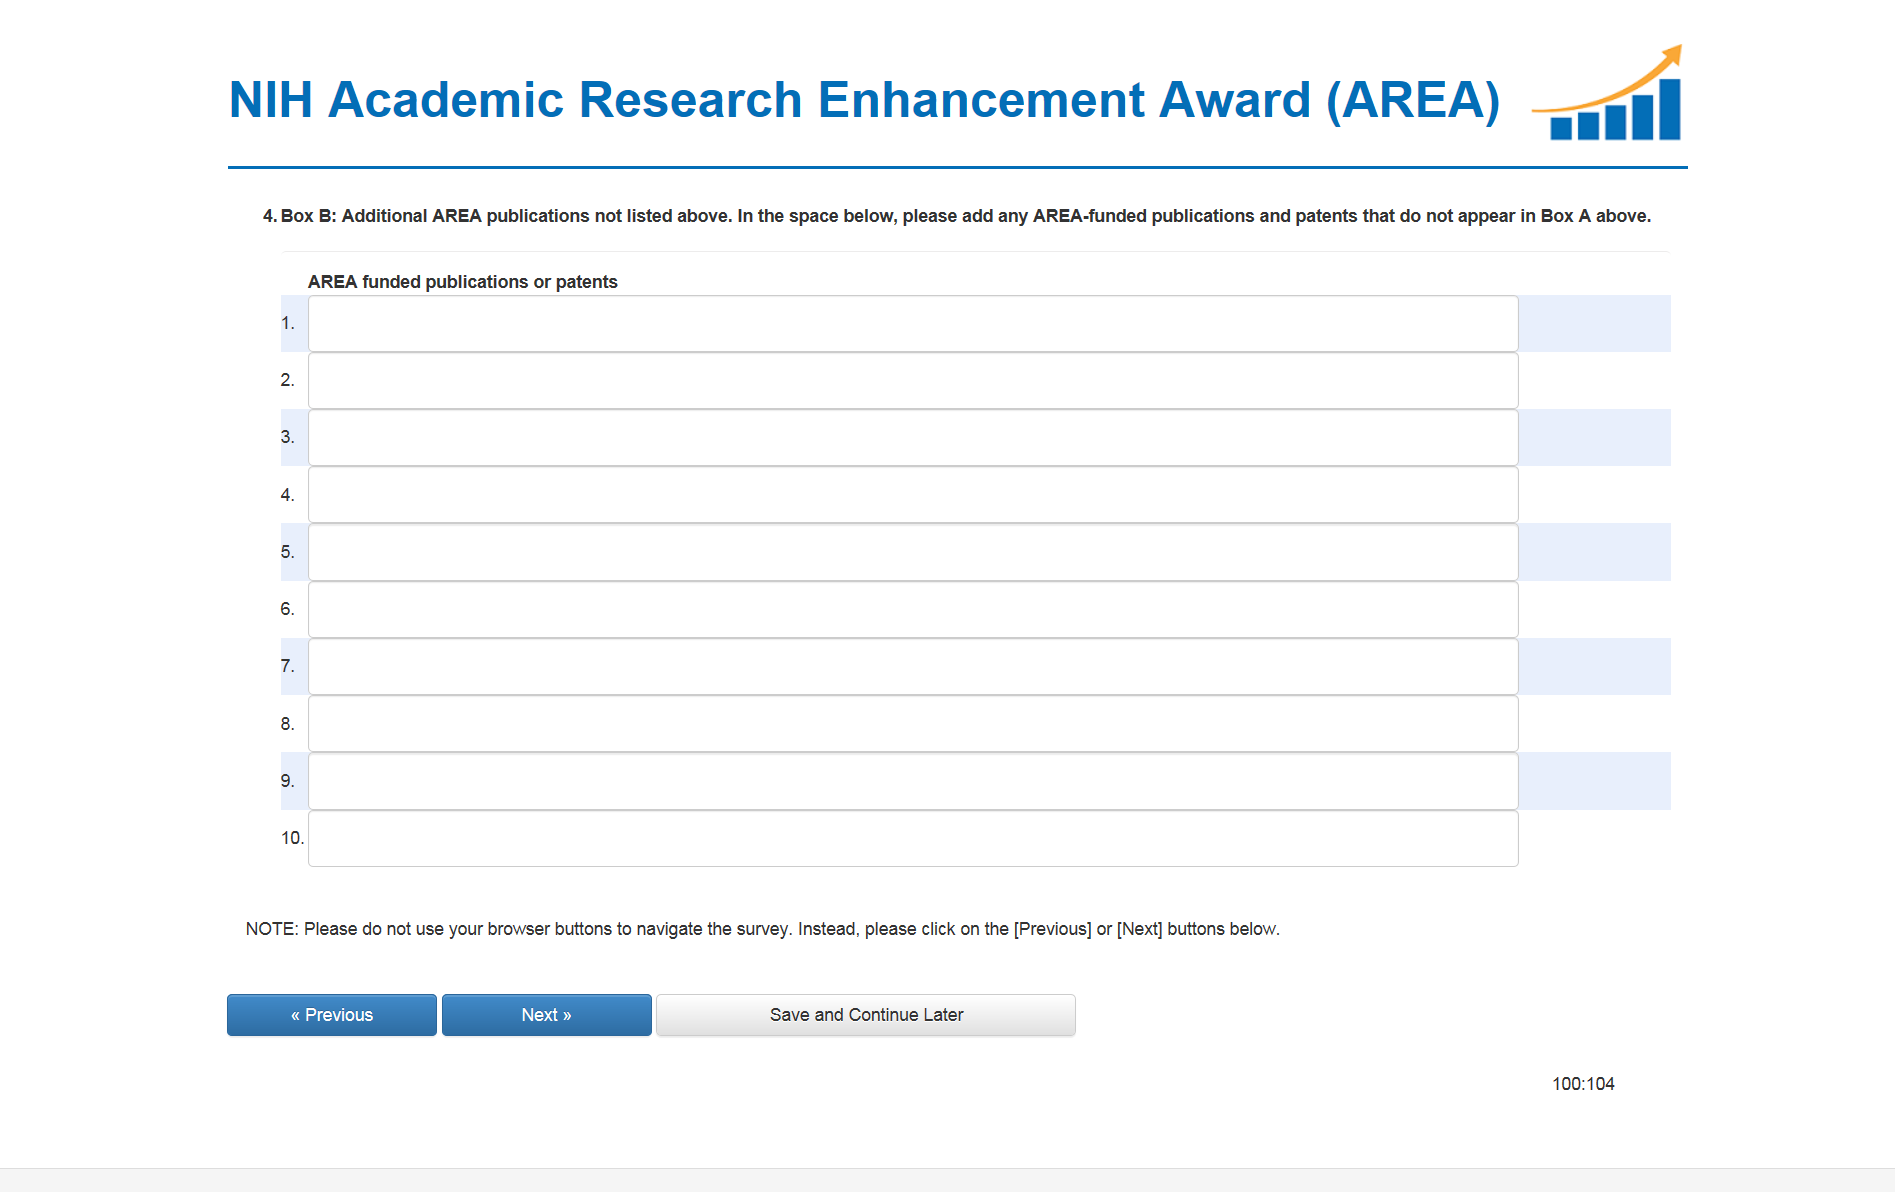 NIH Academic Research Enhancement Award (AREA)
4. Box B: Additional AREA publications not listed above. In the space below, please add any AREA-funded publications and patents that do not appear in Box A above.
AREA funded publications or patents
1.
2.
3.
4.
5.
6.
7.
8.
9.
10.
NOTE: Please do not use your browser buttons to navigate the survey. Instead, please click on the [Previous] or [Next] buttons below.
« Previous Next » Save and Continue Later
100:104